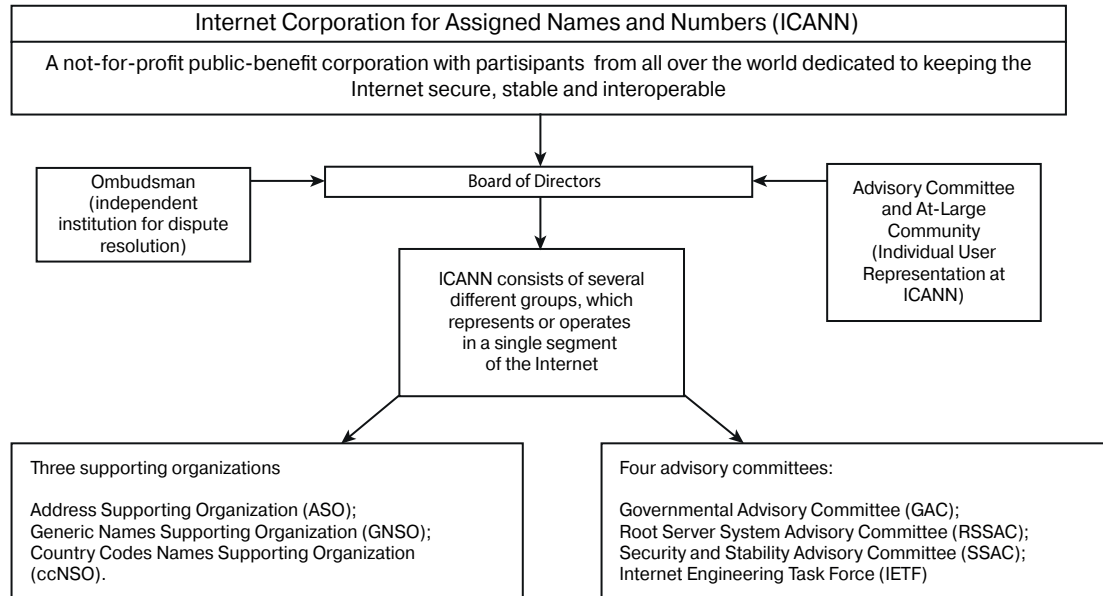 Internet Corporation for Assigned Names and Numbers (ICANN)
A not-for-profit public-benefit corporation with partisipants from all over the world dedicated to keeping the
Internet secure, stable and interoperable
Board of Directors
Ombudsman
(independent
institution for dispute
resolution)
Advisory Committee
and At-Large
Community
(Individual User
Representation at
ICANN)
ICANN consists of several
different groups, which
represents or operates
in a single segment
of the Internet
Three supporting organizations
Address Supporting Organization (ASO);
Generic Names Supporting Organization (GNSO);
Country Codes Names Supporting Organization
(ccNSO).
Four advisory committees:
Governmental Advisory Committee (GAC);
Root Server System Advisory Committee (RSSAC);
Security and Stability Advisory Committee (SSAC);
Internet Engineering Task Force (IETF)